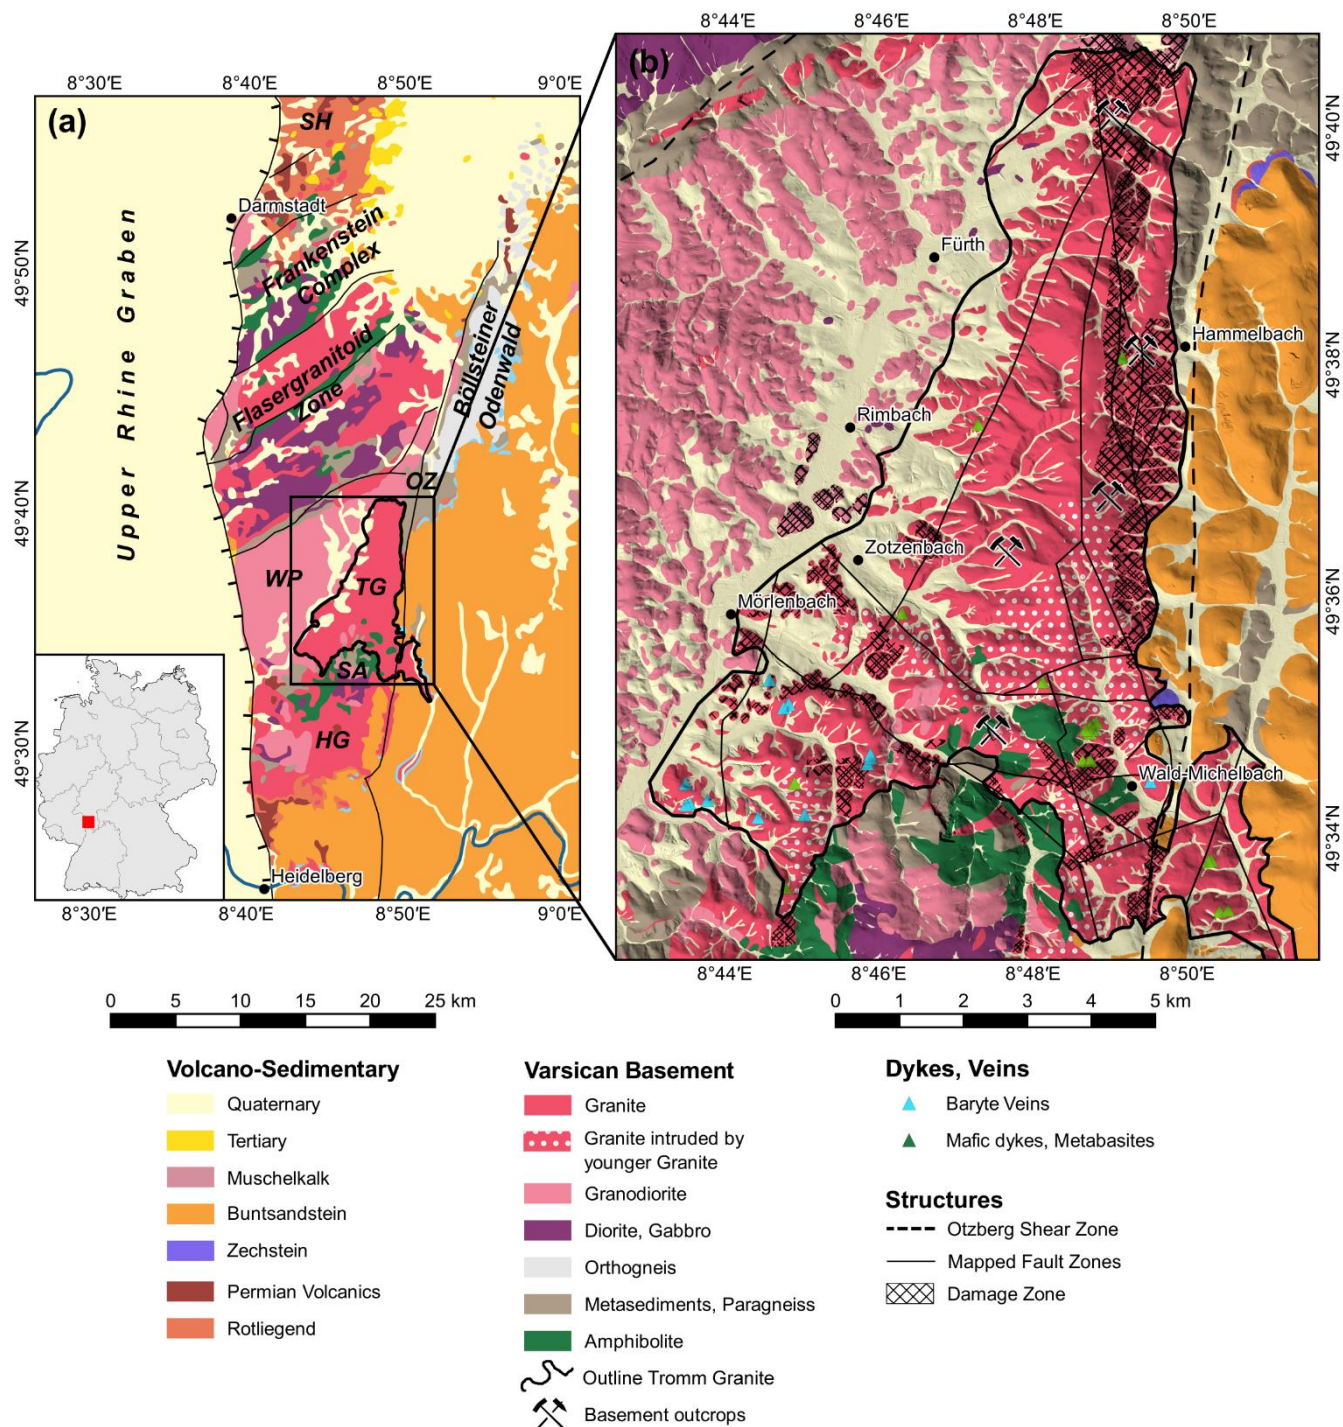 8°44'E 8°46'E 8°48'E 8°50'E
8°30'E 8°40'E 8°50'E 9°0'E
(a)
SH
Darmstadt
Frankenstein
Complex
Flasergranitoid
Zone
Böllsteiner
Odenwald
Upper Rhine Graben
OZ
WP
TG
SA
HG
Heidelberg
49°50'N
49°40'N
49°30'N
8°30'E 8°40'E 8°50'E 9°0'E
(b)
Fürth
Hammelbach
Rimbach
Zotzenbach
Mörlenbach
Wald-Michelbach
49°40'N
49°38'N
49°36'N
49°34'N
8°44'E 8°46'E 8°48'E 8°50'E
0 5 10 15 20 25 km
0 1 2 3 4 5 km
Volcano-Sedimentary
Quaternary
Tertiary
Muschelkalk
Buntsandstein
Zechstein
Permian Volcanics
Rotliegend
Varsican Basement
Granite
Granite intruded by
younger Granite
Granodiorite
Diorite, Gabbro
Orthogneis
Metasediments, Paragneiss
Amphibolite
Outline Tromm Granite
Basement outcrops
Dykes, Veins
Baryte Veins
Mafic dykes, Metabasites
Structures
Otzberg Shear Zone
Mapped Fault Zones
Damage Zone